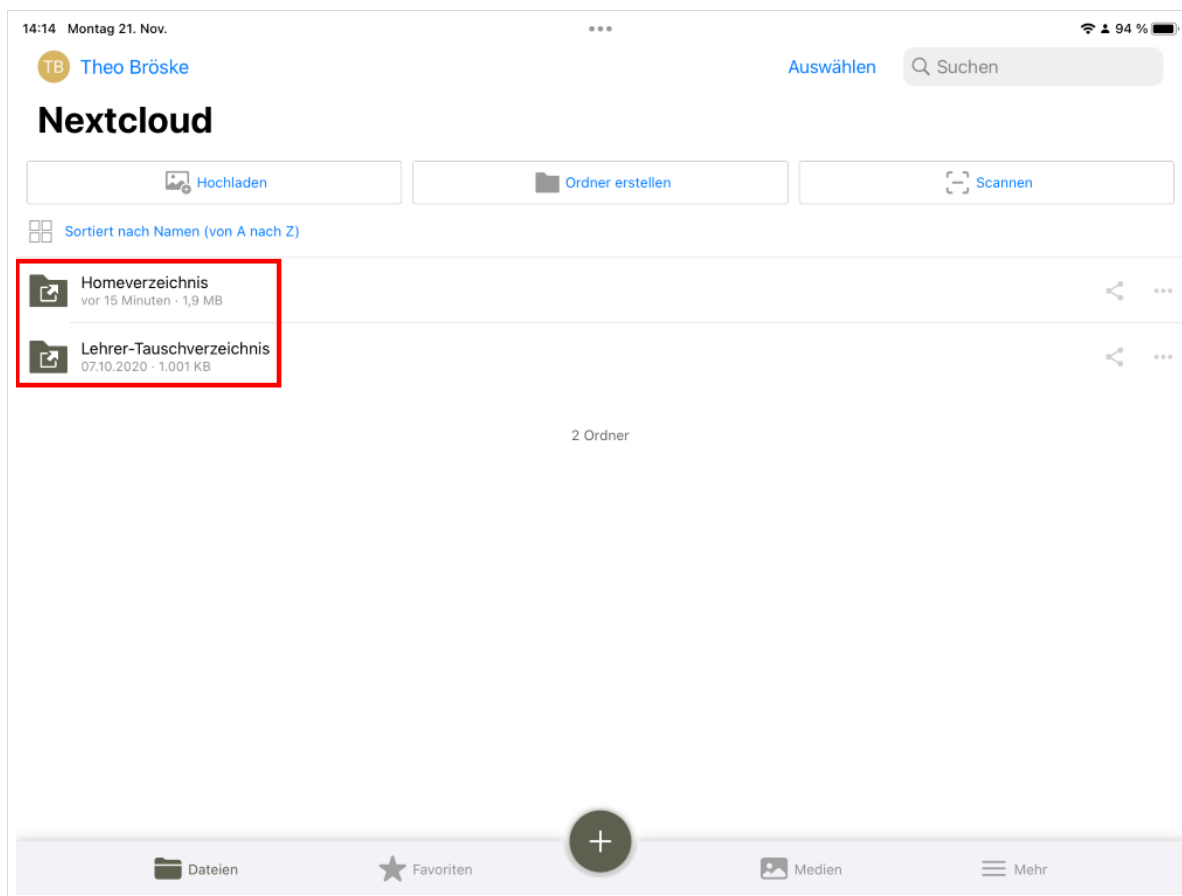 14:14 Montag 21. Nov.
94 %
TB Theo Bröske
Auswählen
Suchen
Nextcloud
Hochladen
Ordner erstellen
Scannen
Sortiert nach Namen (von A nach Z)
Homeverzeichnis
vor 15 Minuten · 1,9 MB
Lehrer-Tauschverzeichnis
07.10.2020 · 1.001 KB
2 Ordner
Dateien
Favoriten
Medien
Mehr